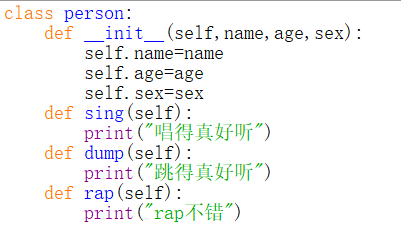 class person:
    def __init__(self,name,age,sex):
        self.name=name
        self.age=age
        self.sex=sex
    def sing(self):
        print("唱得真好听")
    def dump(self):
        print("跳得真好听")
    def rap(self):
        print("rap不错")